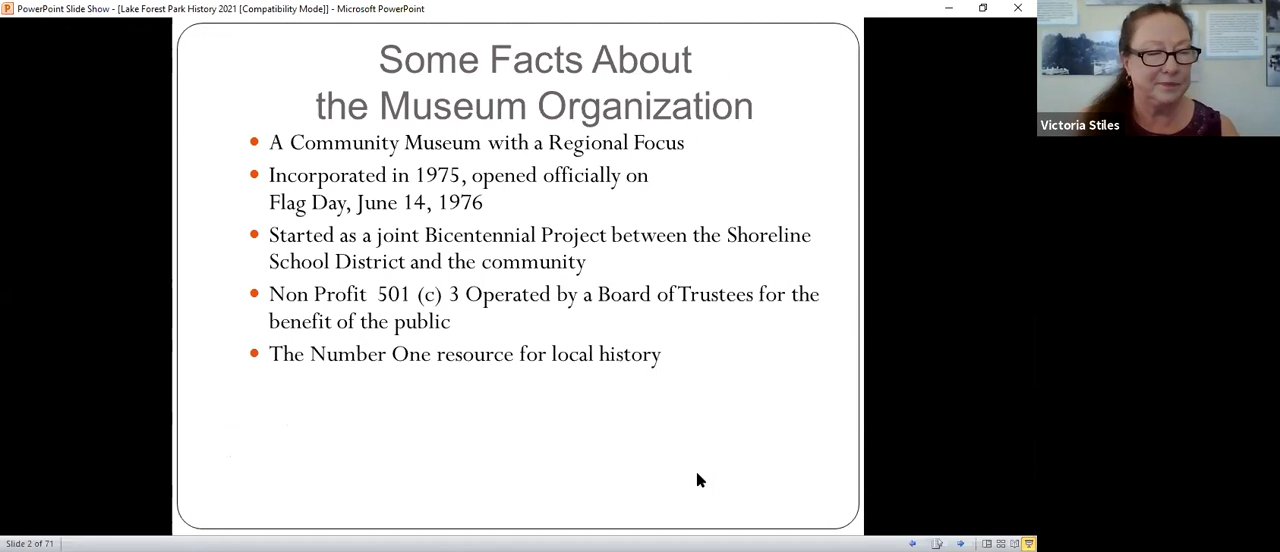 PowerPoint Slide Show - [Lake Forest Park History 2021 [Compatibility Mode]] - Microsoft PowerPoint
Some Facts About
the Museum Organization
• A Community Museum with a Regional Focus
• Incorporated in 1975, opened officially on
Flag Day, June 14, 1976
• Started as a joint Bicentennial Project between the Shoreline
School District and the community
• Non Profit 501 (c) 3 Operated by a Board of Trustees for the
benefit of the public
• The Number One resource for local history
Victoria Stiles
Slide 2 of 71